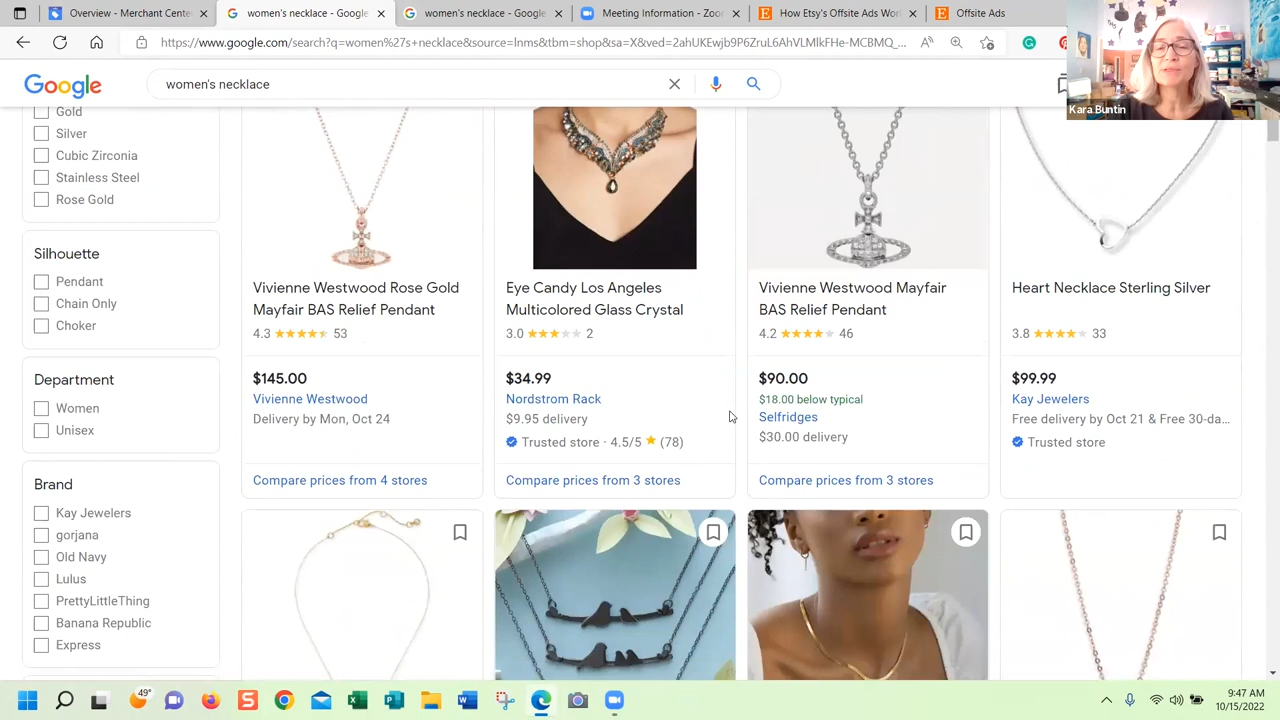 Overview - Merchant Center
women's necklace - Google
women's necklace - Google
Meeting Information - Zoo
How Etsy's Offsite Ads Wor
Offsite Ads
https://www.google.com/search?q=women%27s+necklace&source=lnms&tbm=shop&sa=X&ved=2ahUKEwjb9P6ZruL6AhVLMlkFHe-MCBMQ_...
Google
women's necklace
Kara Buntin
Gold
Silver
Cubic Zirconia
Stainless Steel
Rose Gold
Silhouette
Pendant
Chain Only
Choker
Department
Women
Unisex
Brand
Kay Jewelers
gorjana
Old Navy
Lulus
PrettyLittleThing
Banana Republic
Express
Vivienne Westwood Rose Gold
Mayfair BAS Relief Pendant
4.3 ★★★★★ 53
$145.00
Vivienne Westwood
Delivery by Mon, Oct 24
Compare prices from 4 stores
Eye Candy Los Angeles
Multicolored Glass Crystal
3.0 ★★★★★ 2
$34.99
Nordstrom Rack
$9.95 delivery
Trusted store · 4.5/5 ★ (78)
Compare prices from 3 stores
Vivienne Westwood Mayfair
BAS Relief Pendant
4.2 ★★★★★ 46
$90.00
$18.00 below typical
Selfridges
$30.00 delivery
Compare prices from 3 stores
Heart Necklace Sterling Silver
3.8 ★★★★★ 33
$99.99
Kay Jewelers
Free delivery by Oct 21 & Free 30-da...
Trusted store
49°
9:47 AM
10/15/2022